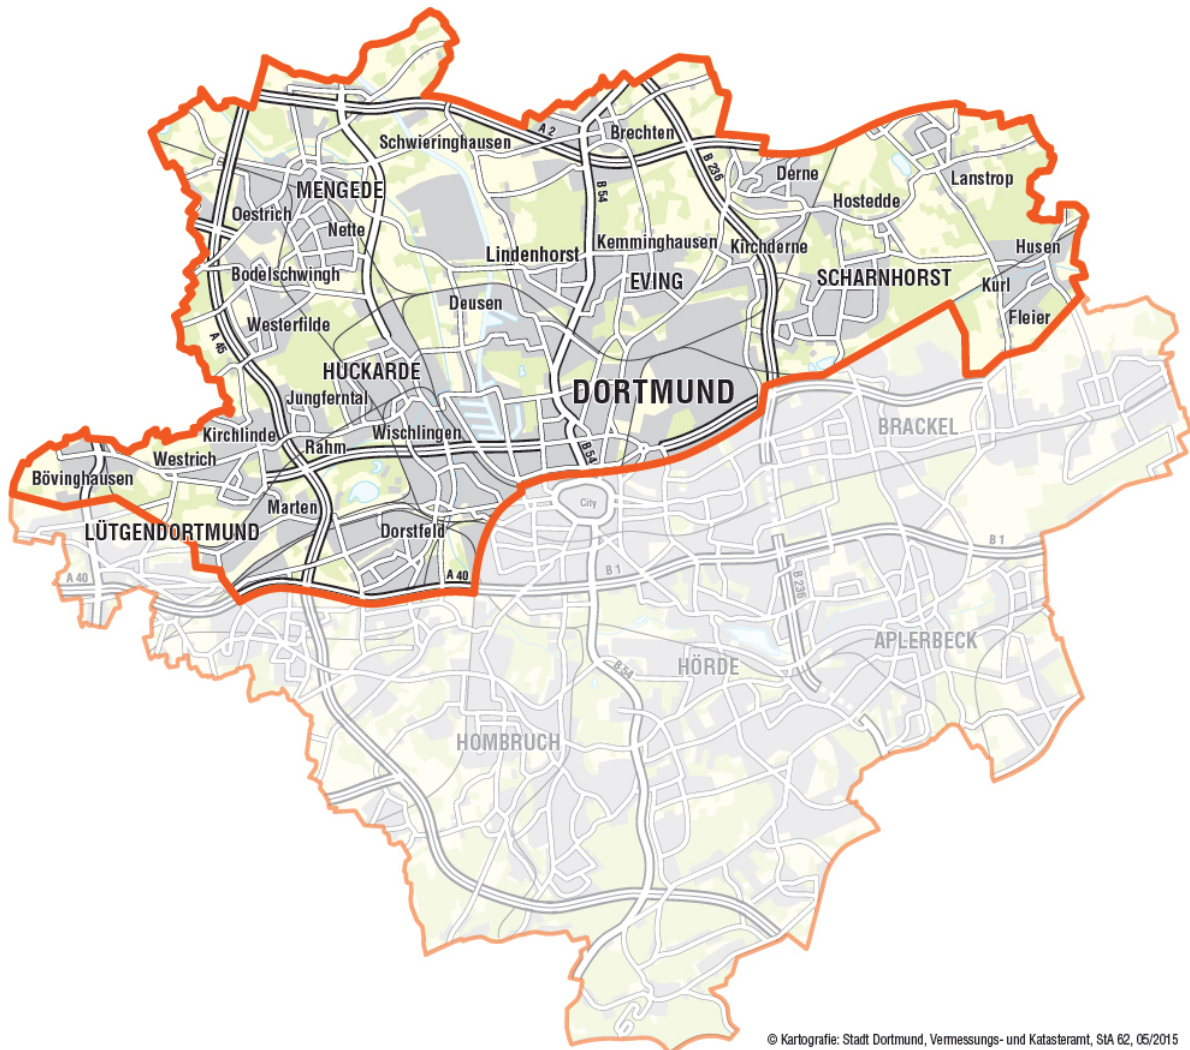 A 2
Brechten
Schwieringhausen
B 236
Derne
Lanstrop
MENGEDE
B 54
Hostedde
Oestrich
Nette
Kemminghausen
Kirchderne
Husen
Lindenhorst
Bodelschwingh
EVING
SCHARNHORST
Kurl
Deusen
Fleier
Westerfilde
A 45
HUCKARDE
DORTMUND
Jungferntal
BRACKEL
Kirchlinde
Wischlingen
Rahm
B 54
Westrich
Bövinghausen
City
Marten
LÜTGENDORTMUND
Dorstfeld
B 1
A 40
A 40
B 1
B 236
APLERBECK
HÖRDE
B 54
HOMBRUCH
© Kartografie: Stadt Dortmund, Vermessungs- und Katasteramt, StA 62, 05/2015